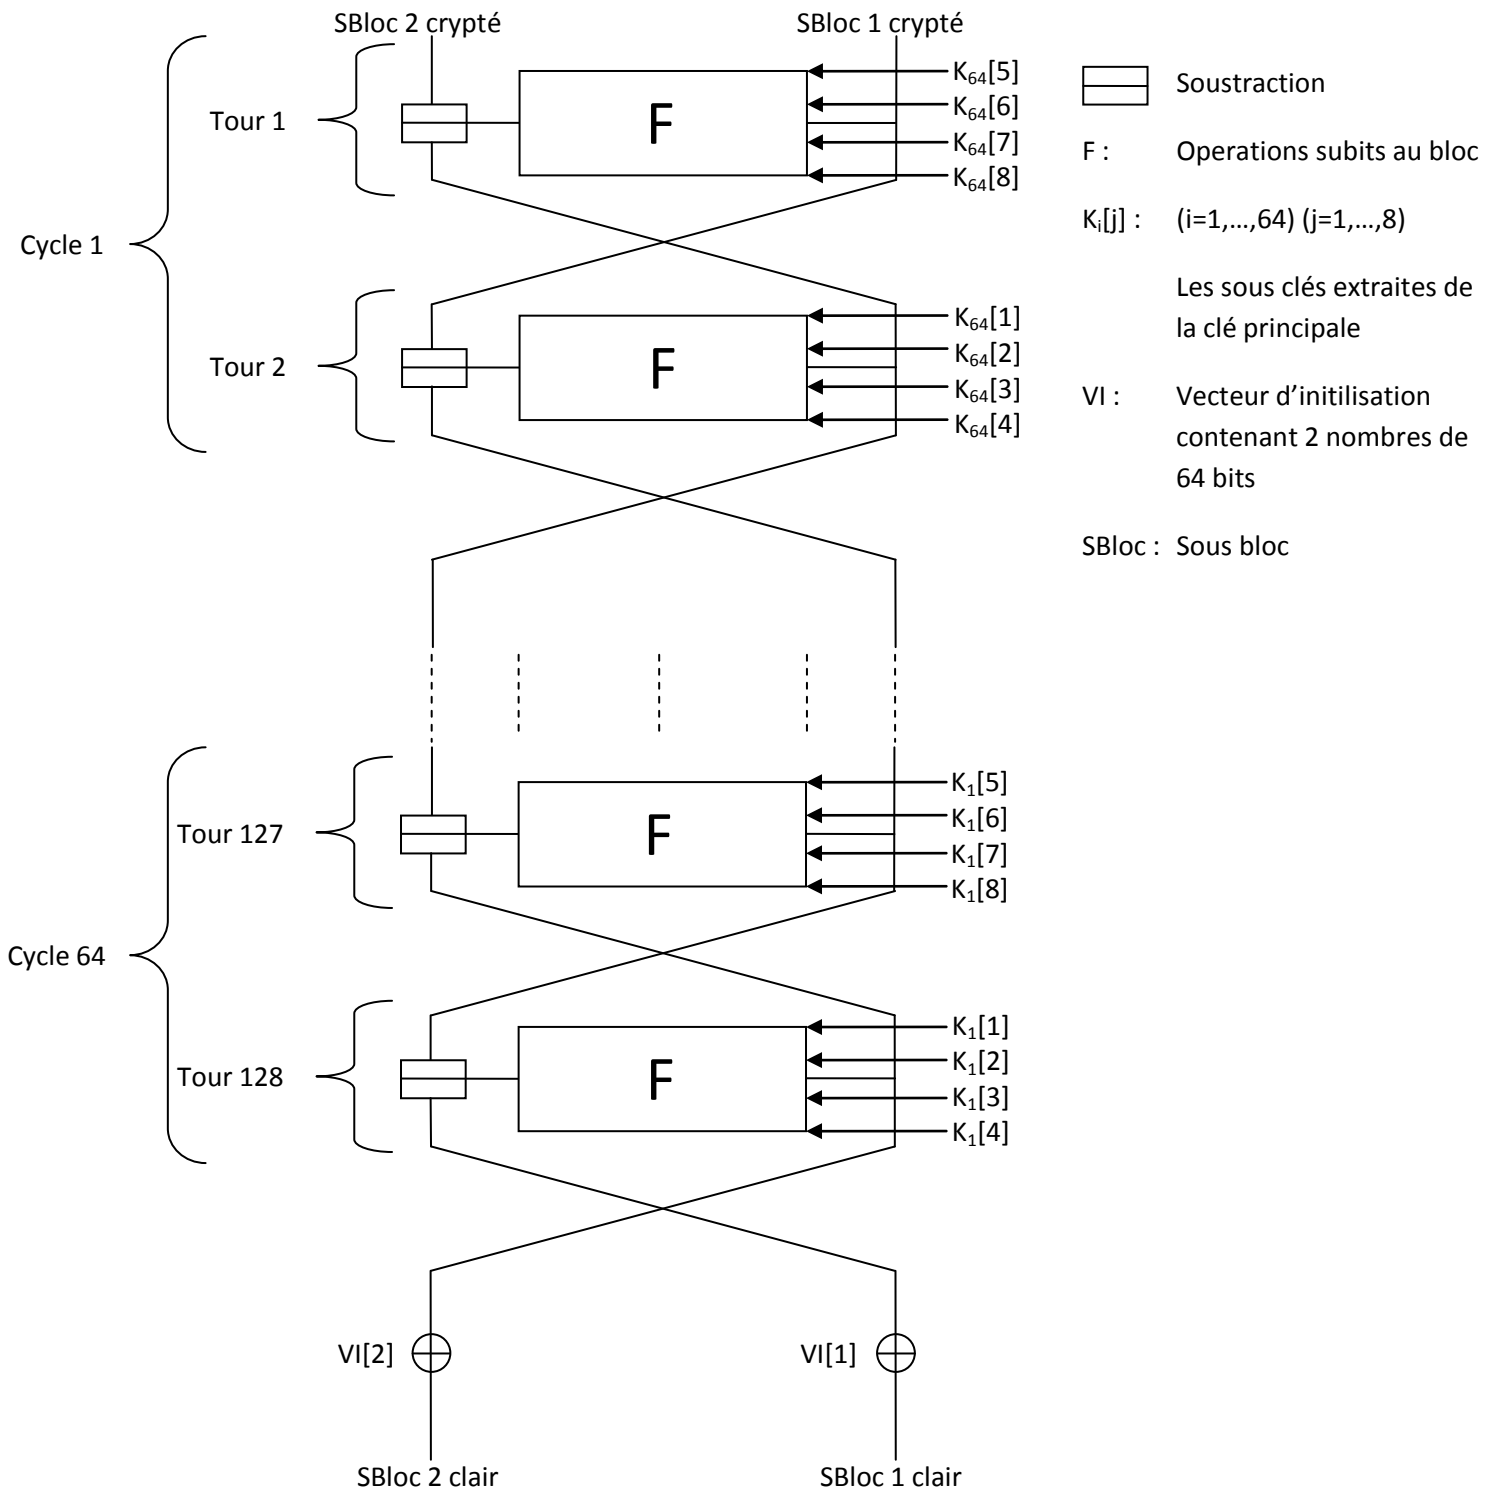 SBloc 2 crypté
SBloc 1 crypté
Cycle 1
Tour 1
F
K64[5]
K64[6]
K64[7]
K64[8]
Tour 2
F
K64[1]
K64[2]
K64[3]
K64[4]
Soustraction
F : Operations subits au bloc
Ki[j] : (i=1,...,64) (j=1,...,8)
Les sous clés extraites de
la clé principale
VI : Vecteur d’initilisation
contenant 2 nombres de
64 bits
SBloc : Sous bloc
Cycle 64
Tour 127
F
K1[5]
K1[6]
K1[7]
K1[8]
Tour 128
F
K1[1]
K1[2]
K1[3]
K1[4]
VI[2]
VI[1]
SBloc 2 clair
SBloc 1 clair